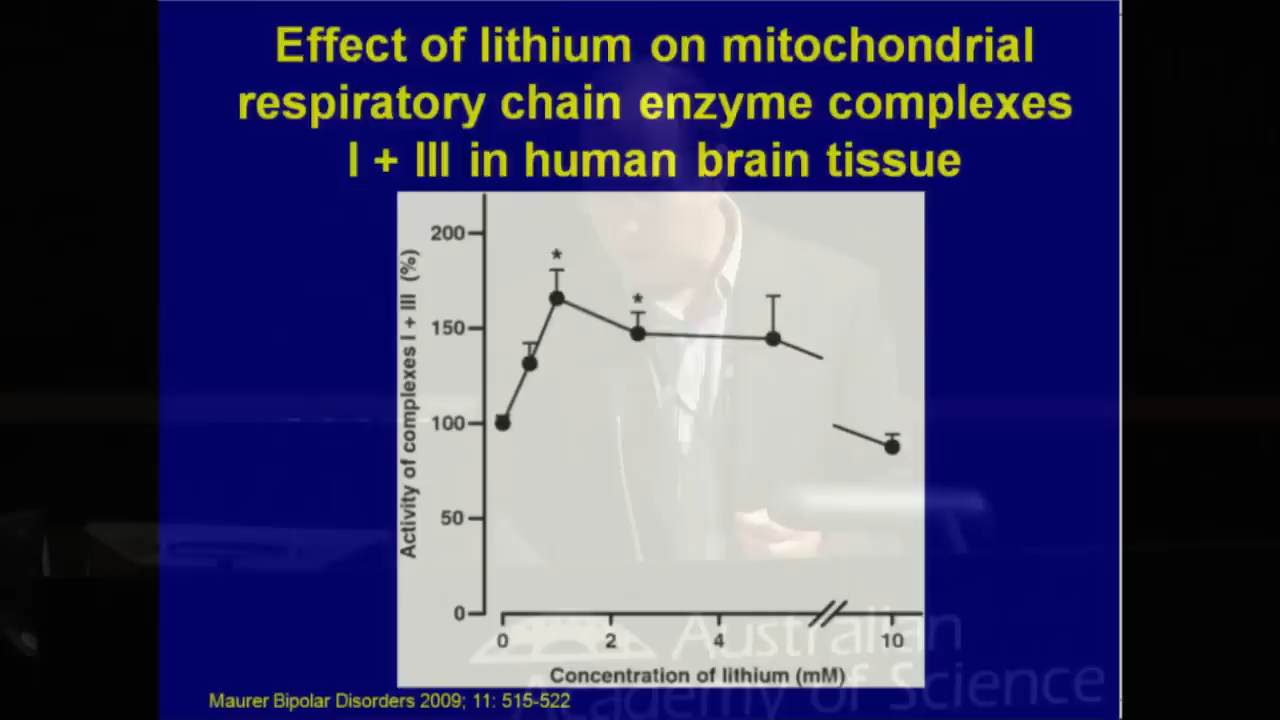 Effect of lithium on mitochondrial
respiratory chain enzyme complexes
I + III in human brain tissue
Activity of complexes I + III (%)
200
*
*
150
100
50
0
0 2 4 10
Concentration of lithium (mM)
Australian
Academy of Science
Maurer Bipolar Disorders 2009; 11: 515-522